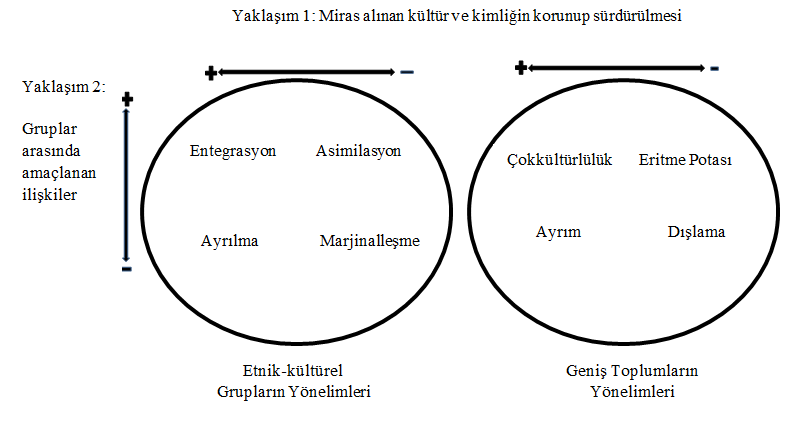 Yaklaşım 1: Miras alınan kültür ve kimliğin korunup sürdürülmesi
+ – + -
Yaklaşım 2:
+
Gruplar
arasında
amaçlanan
ilişkiler
–
Entegrasyon Asimilasyon
Ayrılma Marjinalleşme
Çokkültürlülük Eritme Potası
Ayrım Dışlama
Etnik-kültürel
Grupların Yönelimleri
Geniş Toplumların
Yönelimleri